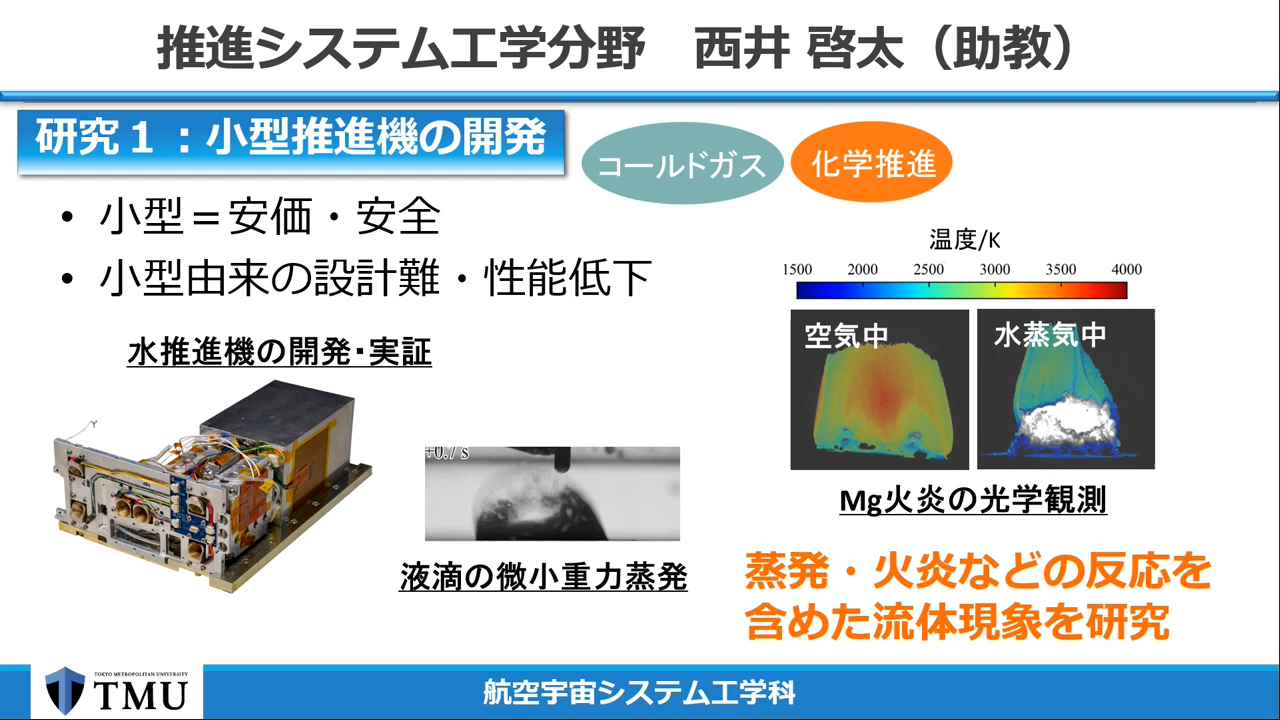 推進システム工学分野　西井 啓太（助教）
研究１：小型推進機の開発
コールドガス
化学推進
• 小型＝安価・安全
• 小型由来の設計難・性能低下
温度/K
1500 2000 2500 3000 3500 4000
空気中
水蒸気中
水推進機の開発・実証
+0.7 s
Mg火炎の光学観測
液滴の微小重力蒸発
蒸発・火炎などの反応を
含めた流体現象を研究
TOKYO METROPOLITAN UNIVERSITY
TMU
航空宇宙システム工学科